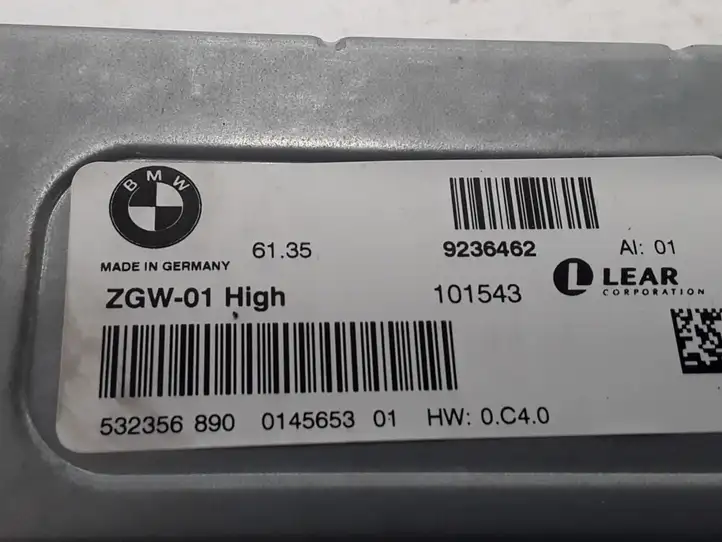 BMW
61.35
9236462
AI: 01
MADE IN GERMANY
LEAR
CORPORATION
ZGW-01 High
101543
532356 890 0145653 01 HW: 0.C4.0